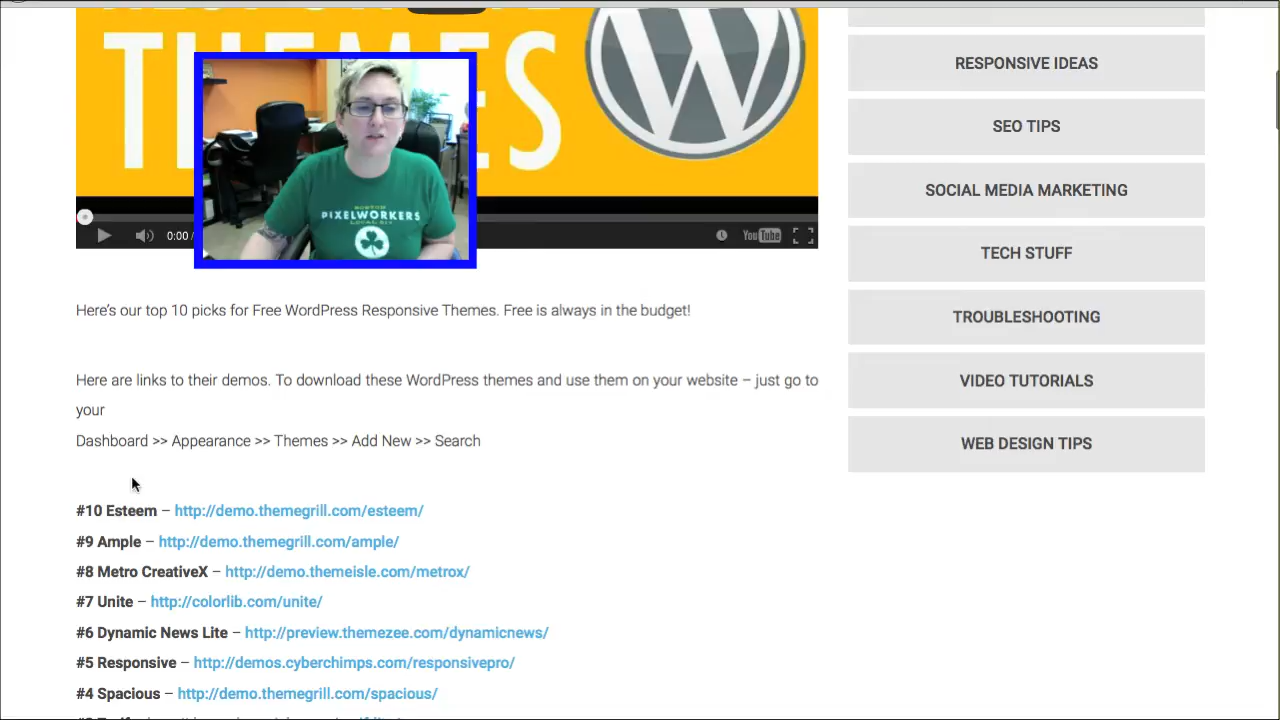 THEMES
BOSTON
PIXELWORKERS
0:00 /
YouTube
Here's our top 10 picks for Free WordPress Responsive Themes. Free is always in the budget!
Here are links to their demos. To download these WordPress themes and use them on your website – just go to
your
Dashboard >> Appearance >> Themes >> Add New >> Search
#10 Esteem – http://demo.themegrill.com/esteem/
#9 Ample – http://demo.themegrill.com/ample/
#8 Metro CreativeX – http://demo.themeisle.com/metrox/
#7 Unite – http://colorlib.com/unite/
#6 Dynamic News Lite – http://preview.themezee.com/dynamicnews/
#5 Responsive – http://demos.cyberchimps.com/responsivepro/
#4 Spacious – http://demo.themegrill.com/spacious/
RESPONSIVE IDEAS
SEO TIPS
SOCIAL MEDIA MARKETING
TECH STUFF
TROUBLESHOOTING
VIDEO TUTORIALS
WEB DESIGN TIPS